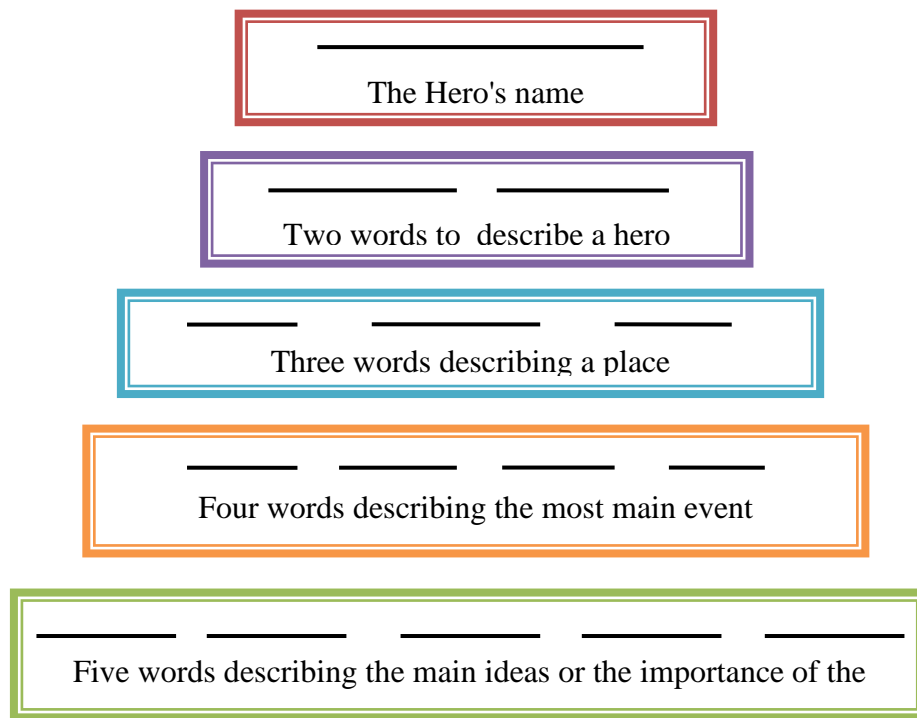 The Hero's name
Two words to describe a hero
Three words describing a place
Four words describing the most main event
Five words describing the main ideas or the importance of the